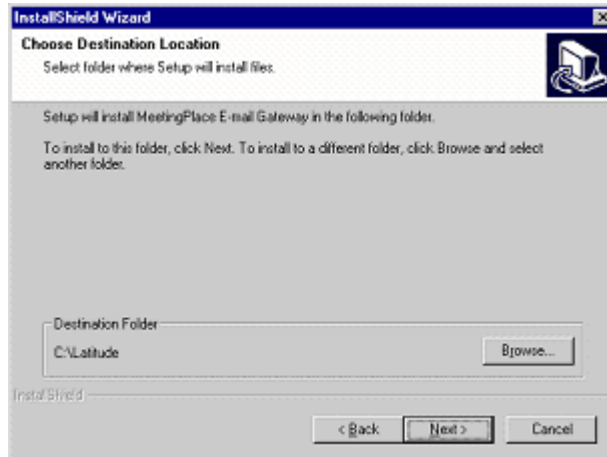 InstallShield Wizard
Choose Destination Location
Select folder where Setup will install files.
Setup will install MeetingPlace E-mail Gateway in the following folder.
To install to this folder, click Next. To install to a different folder, click Browse and select
another folder.
Destination Folder
C:\Latitude
Browse...
InstallShield
< Back
Next >
Cancel